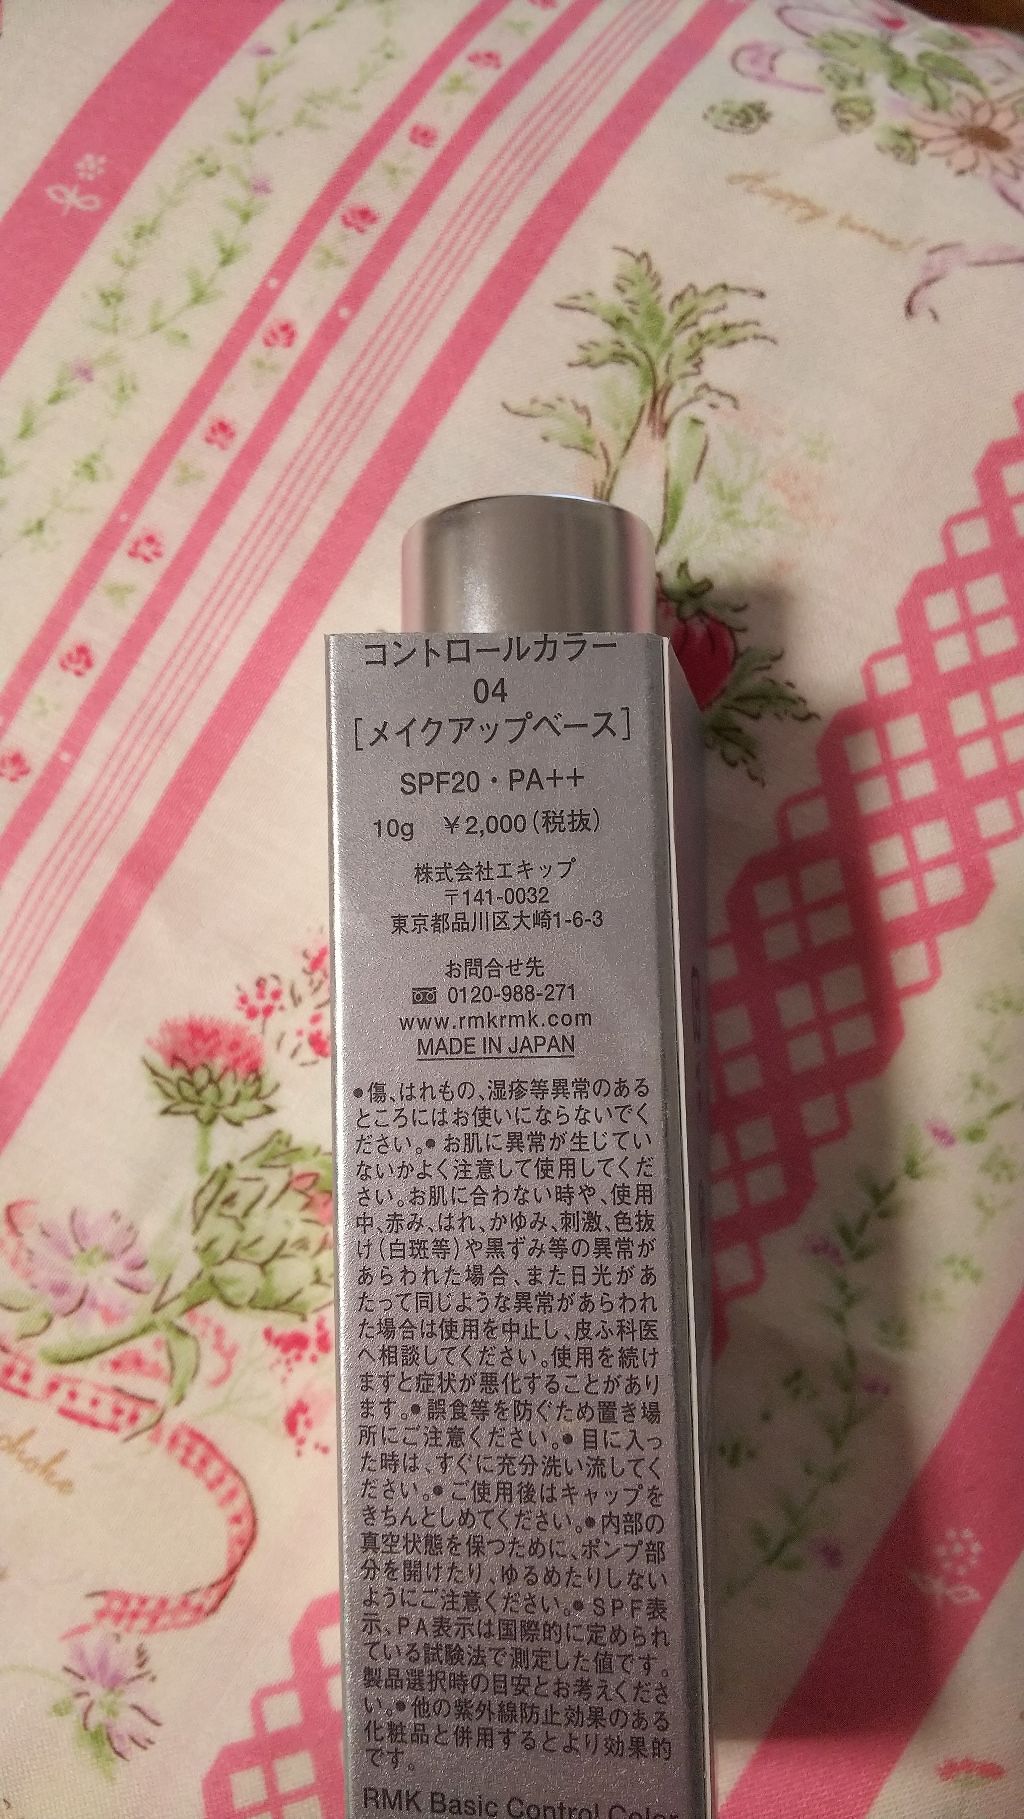 happy time!
コントロールカラー
04
[メイクアップベース]
SPF20・PA++
10g ￥2,000(税抜)
株式会社エキップ
〒141-0032
東京都品川区大崎1-6-3
お問合せ先
0120-988-271
www.rmkrmk.com
MADE IN JAPAN
●傷、はれもの、湿疹等異常のある
ところにはお使いにならないでく
ださい。●お肌に異常が生じてい
ないかよく注意して使用してくだ
さい。お肌に合わない時や、使用
中、赤み、はれ、かゆみ、刺激、色抜
け(白斑等)や黒ずみ等の異常が
あらわれた場合、また日光があ
たって同じような異常があらわれ
た場合は使用を中止し、皮ふ科医
へ相談してください。使用を続け
ますと症状が悪化することがあり
ます。●誤食等を防ぐため置き場
所にご注意ください。●目に入っ
た時は、すぐに充分洗い流してく
ださい。●ご使用後はキャップを
きちんとしめてください。●内部の
真空状態を保つために、ポンプ部
分を開けたり、ゆるめたりしない
ようにご注意ください。●SPF表
示、PA表示は国際的に定められ
ている試験法で測定した値です。
製品選択時の目安とお考えくださ
い。●他の紫外線防止効果のある
化粧品と併用するとより効果的
です。
RMK Basic Control Color